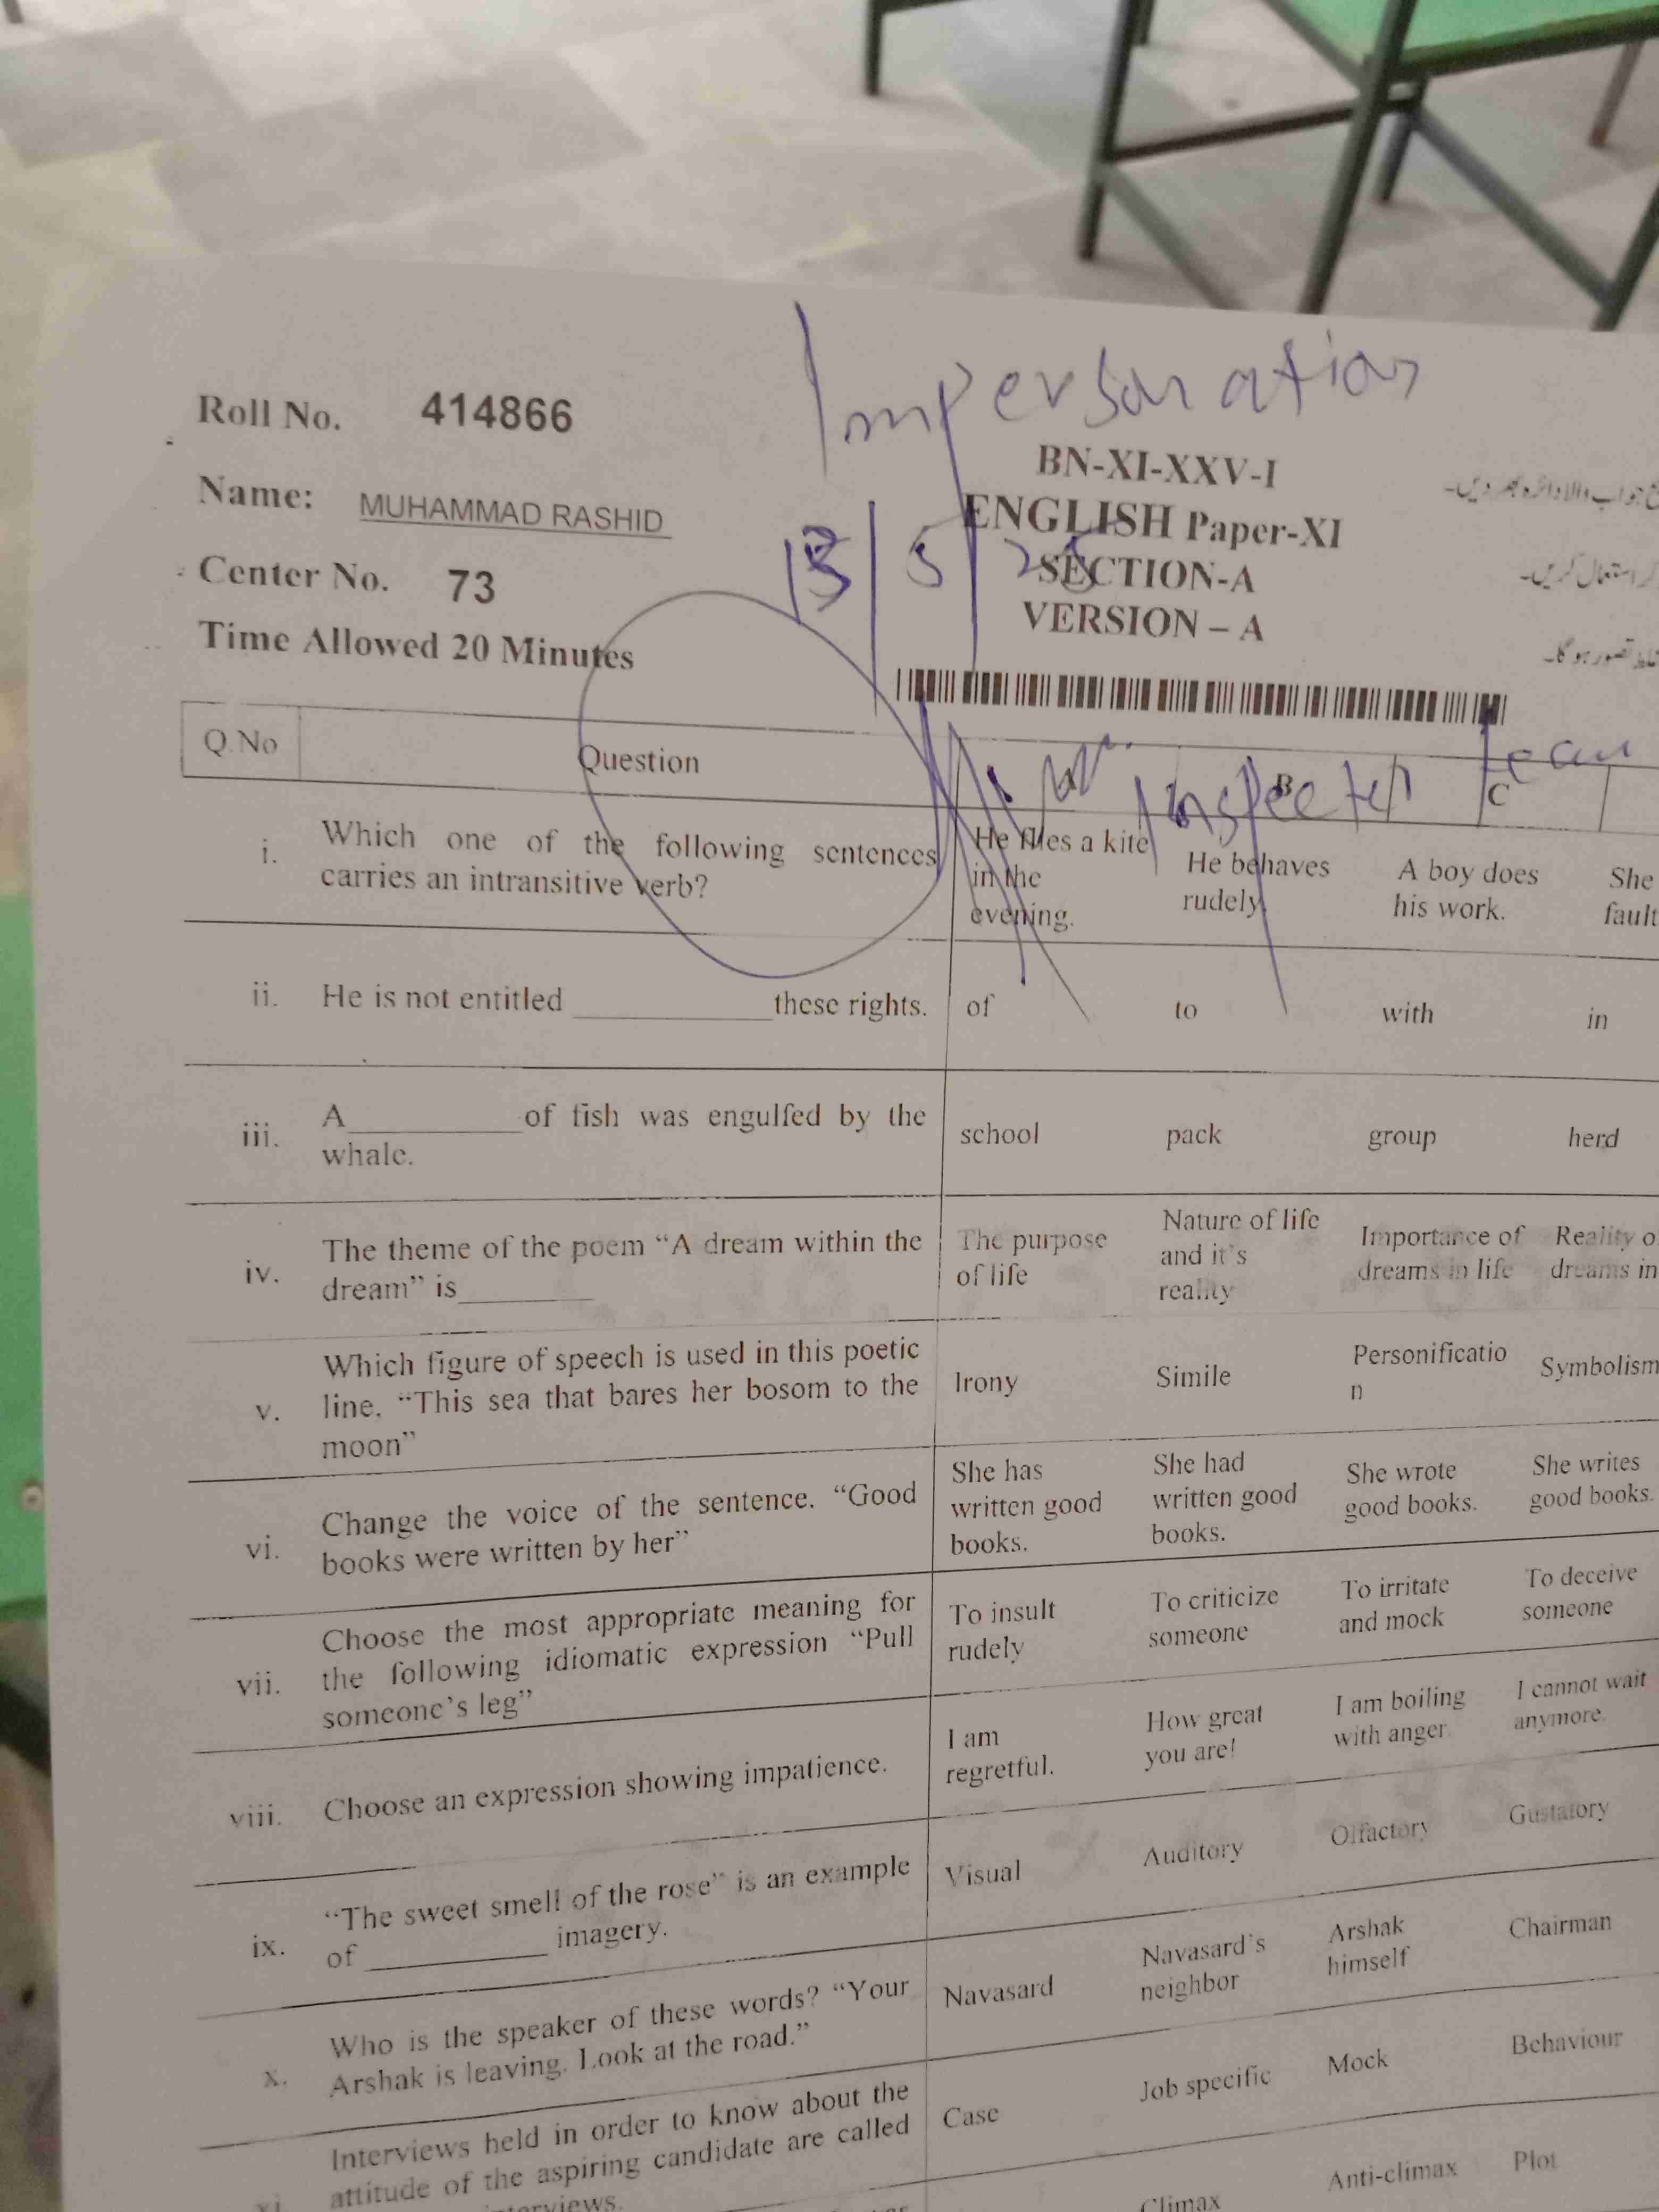 Impersonation
Roll No. 414866
BN-XI-XXV-I
Name: MUHAMMAD RASHID
ENGLISH Paper-XI
13/5/25
Center No. 73
SECTION-A
VERSION – A
Time Allowed 20 Minutes
Inspector Team
Q.No Question B C
i. Which one of the following sentences carries an intransitive verb?
He flies a kite in the evening.
He behaves rudely.
A boy does his work.
She fault
ii. He is not entitled __________ these rights.
of
to
with
in
iii. A__________ of fish was engulfed by the whale.
school
pack
group
herd
iv. The theme of the poem “A dream within the dream” is________
The purpose of life
Nature of life and it's reality
Importance of dreams in life
Reality o dreams in
v. Which figure of speech is used in this poetic line. “This sea that bares her bosom to the moon”
Irony
Simile
Personificatio n
Symbolism
vi. Change the voice of the sentence. “Good books were written by her”
She has written good books.
She had written good books.
She wrote good books.
She writes good books.
vii. Choose the most appropriate meaning for the following idiomatic expression “Pull someone's leg”
To insult rudely
To criticize someone
To irritate and mock
To deceive someone
viii. Choose an expression showing impatience.
I am regretful.
How great you are!
I am boiling with anger.
I cannot wait anymore.
ix. “The sweet smell of the rose” is an example of __________ imagery.
Visual
Auditory
Olfactory
Gustatory
x. Who is the speaker of these words? “Your Arshak is leaving. Look at the road.”
Navasard
Navasard's neighbor
Arshak himself
Chairman
xi. Interviews held in order to know about the attitude of the aspiring candidate are called interviews.
Case
Job specific
Mock
Behaviour
Climax
Anti-climax
Plot